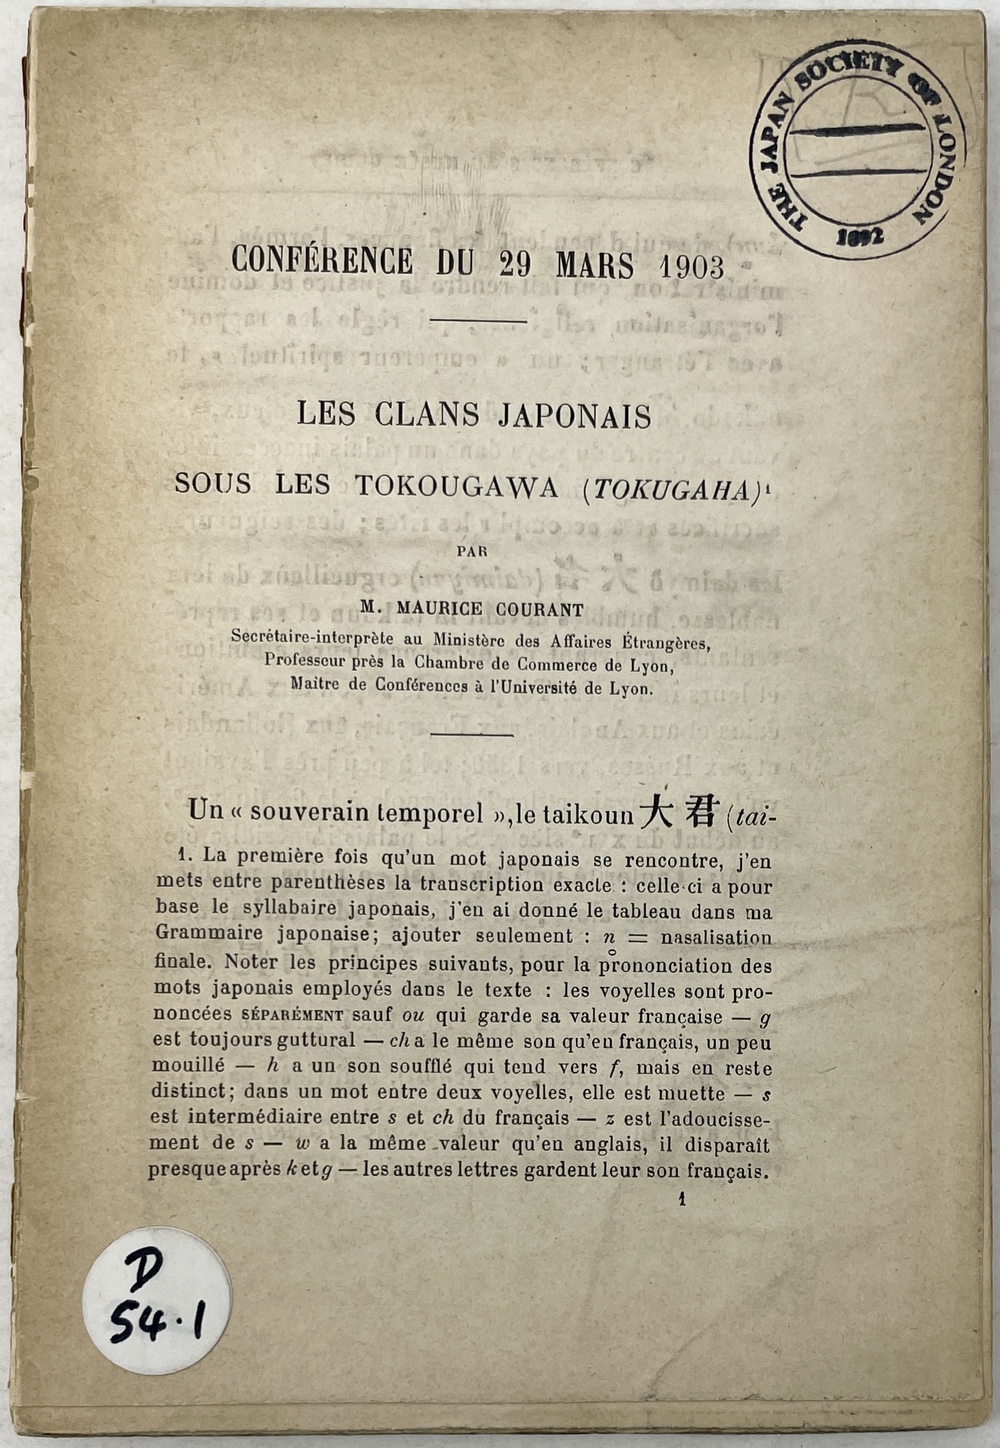 THE JAPAN SOCIETY OF LONDON
1892
CONFÉRENCE DU 29 MARS 1903
LES CLANS JAPONAIS
SOUS LES TOKOUGAWA (TOKUGAHA)¹
PAR
M. MAURICE COURANT
Secrétaire-interprète au Ministère des Affaires Étrangères,
Professeur près la Chambre de Commerce de Lyon,
Maître de Conférences à l'Université de Lyon.
Un « souverain temporel », le taikoun 大君 (tai-
1. La première fois qu'un mot japonais se rencontre, j'en
mets entre parenthèses la transcription exacte : celle-ci a pour
base le syllabaire japonais, j'en ai donné le tableau dans ma
Grammaire japonaise; ajouter seulement : n̥ = nasalisation
finale. Noter les principes suivants, pour la prononciation des
mots japonais employés dans le texte : les voyelles sont pro-
noncées SÉPARÉMENT sauf ou qui garde sa valeur française — g
est toujours guttural — ch a le même son qu'en français, un peu
mouillé — h a un son soufflé qui tend vers f, mais en reste
distinct; dans un mot entre deux voyelles, elle est muette — s
est intermédiaire entre s et ch du français — z est l'adoucisse-
ment de s — w a la même valeur qu'en anglais, il disparaît
presque après k et g — les autres lettres gardent leur son français.
1
D
54.1